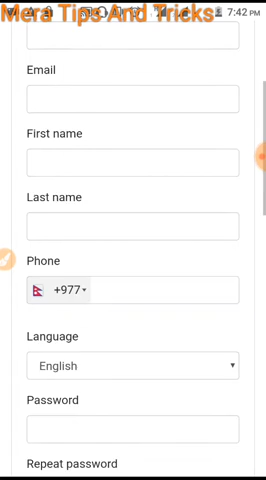 Mera Tips And Tricks
7:42 PM
Email
First name
Last name
Phone
+977
Language
English
Password
Repeat password